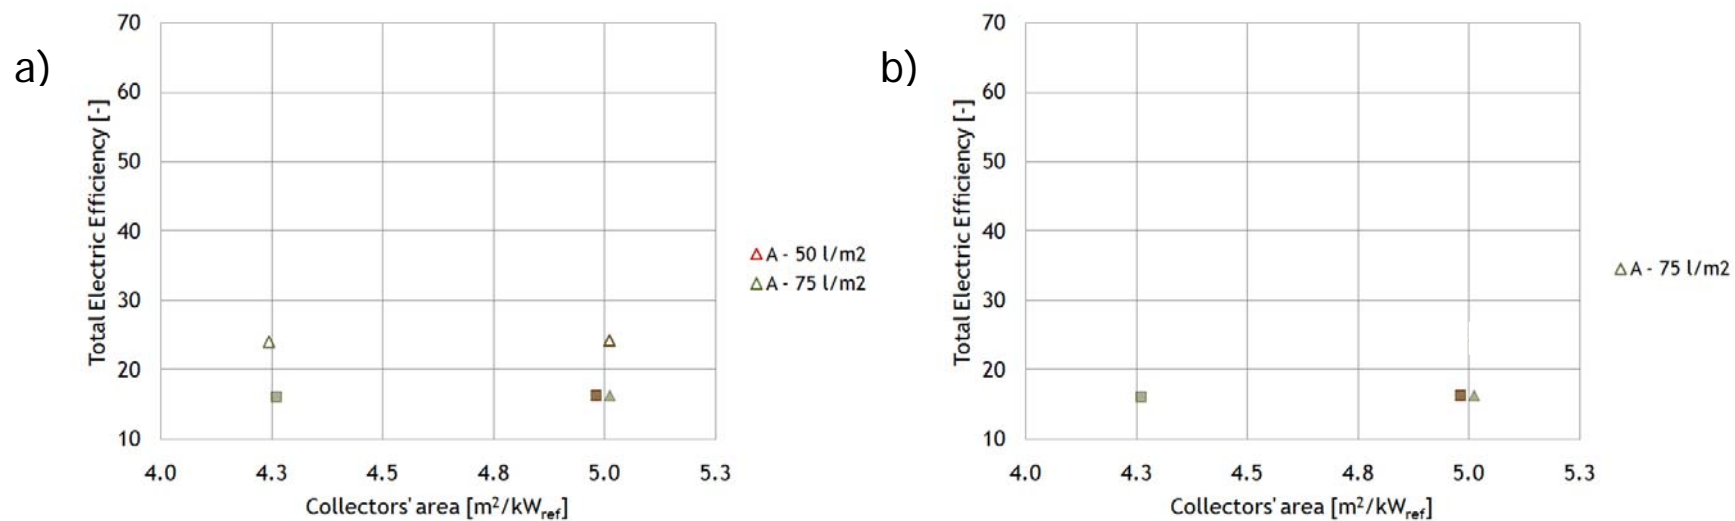 a)
Total Electric Efficiency [-]
70
60
50
40
30
20
10
4.0 4.3 4.5 4.8 5.0 5.3
Collectors' area [m²/kWref]
A - 50 l/m2
A - 75 l/m2
b)
Total Electric Efficiency [-]
70
60
50
40
30
20
10
4.0 4.3 4.5 4.8 5.0 5.3
Collectors' area [m²/kWref]
A - 75 l/m2